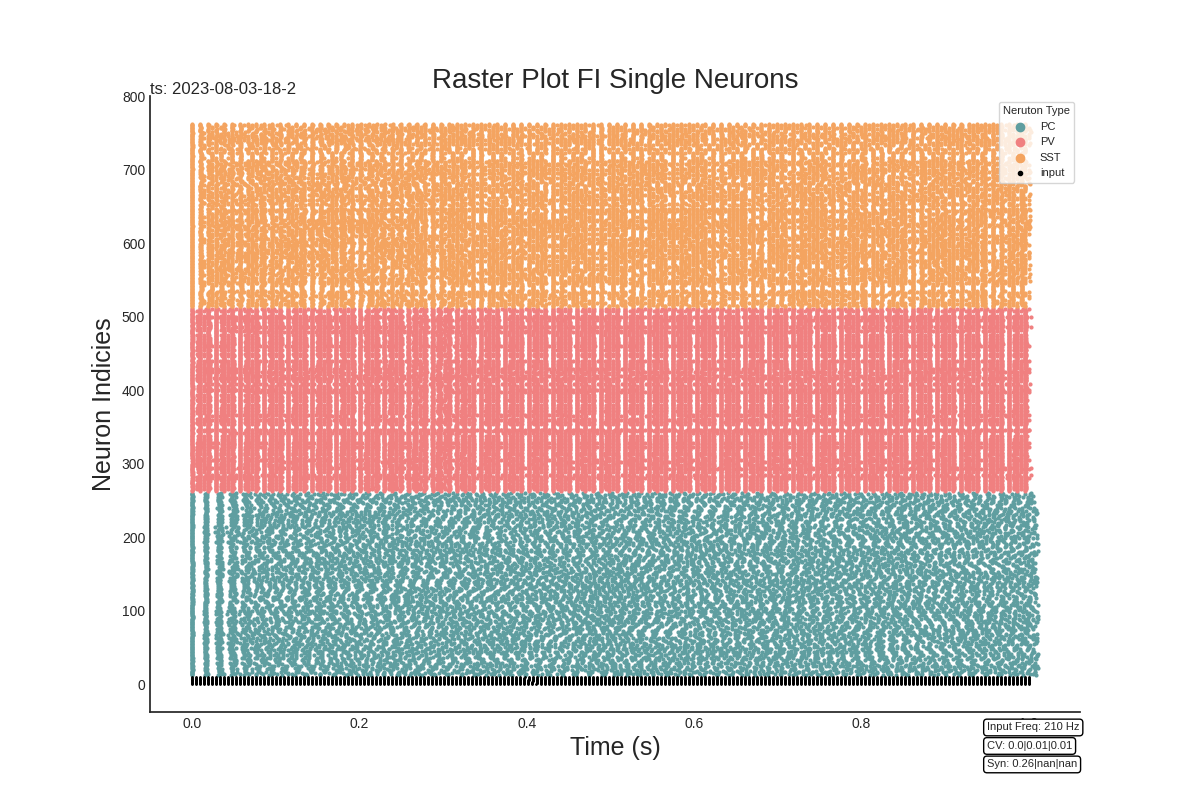 Raster Plot FI Single Neurons
ts: 2023-08-03-18-2
800
700
600
500
400
300
200
100
0
Neuron Indicies
Neruton Type
PC
PV
SST
input
0.0
0.2
0.4
0.6
0.8
Time (s)
Input Freq: 210 Hz
CV: 0.0|0.01|0.01
Syn: 0.26|nan|nan